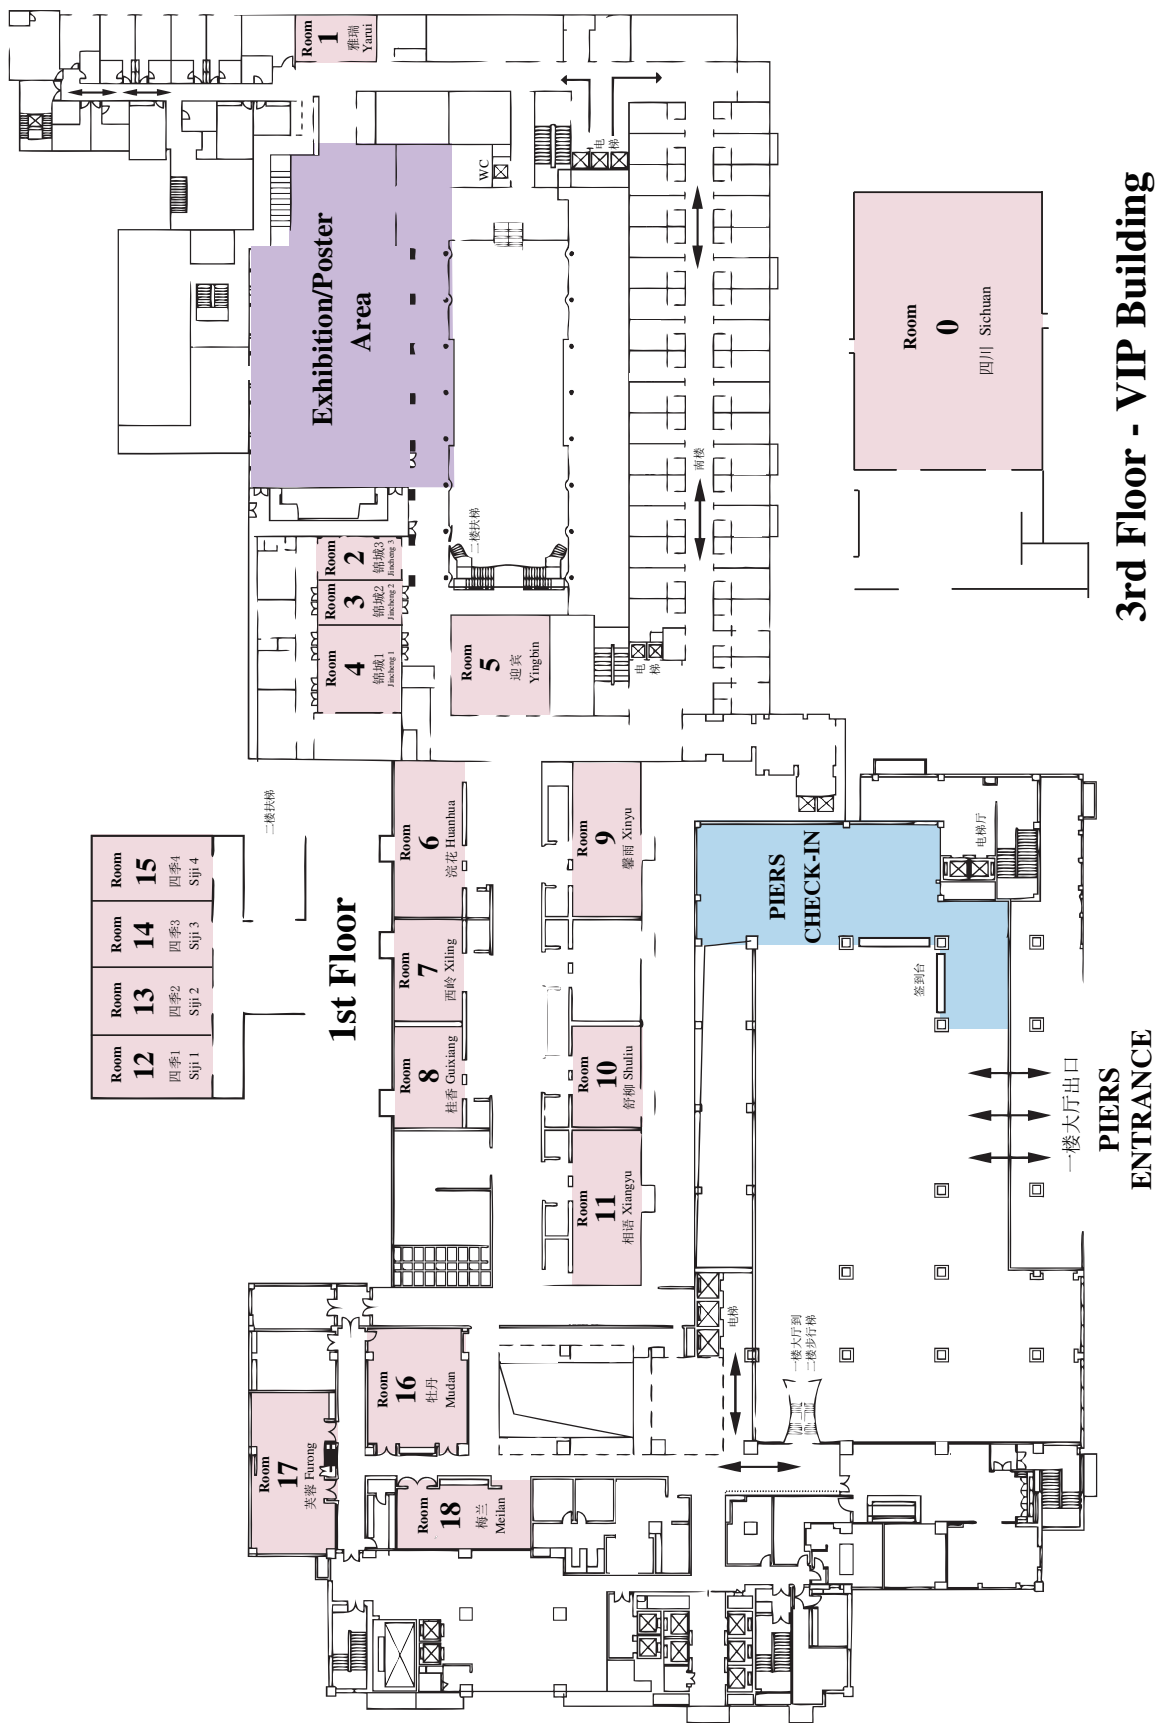 Room
1
雅瑞
Yarui
Exhibition/Poster
Area
WC
电
梯
Room
0
四川 Sichuan
3rd Floor - VIP Building
南楼
二楼扶梯
Room
2
锦城3
Jincheng 3
Room
3
锦城2
Jincheng 2
Room
4
锦城1
Jincheng 1
Room
5
迎宾
Yingbin
电
梯
二楼扶梯
Room
15
四季4
Siji 4
Room
14
四季3
Siji 3
Room
13
四季2
Siji 2
Room
12
四季1
Siji 1
1st Floor
Room
6
浣花 Huanhua
Room
7
西岭 Xiling
Room
8
桂香 Guixiang
Room
9
馨雨 Xinyu
Room
10
舒柳 Shuliu
Room
11
相语 Xiangyu
PIERS
CHECK-IN
电梯厅
签到台
一楼大厅出口
PIERS
ENTRANCE
电梯
一楼大厅到
二楼步行梯
Room
16
牡丹
Mudan
Room
17
芙蓉 Furong
Room
18
梅兰
Meilan